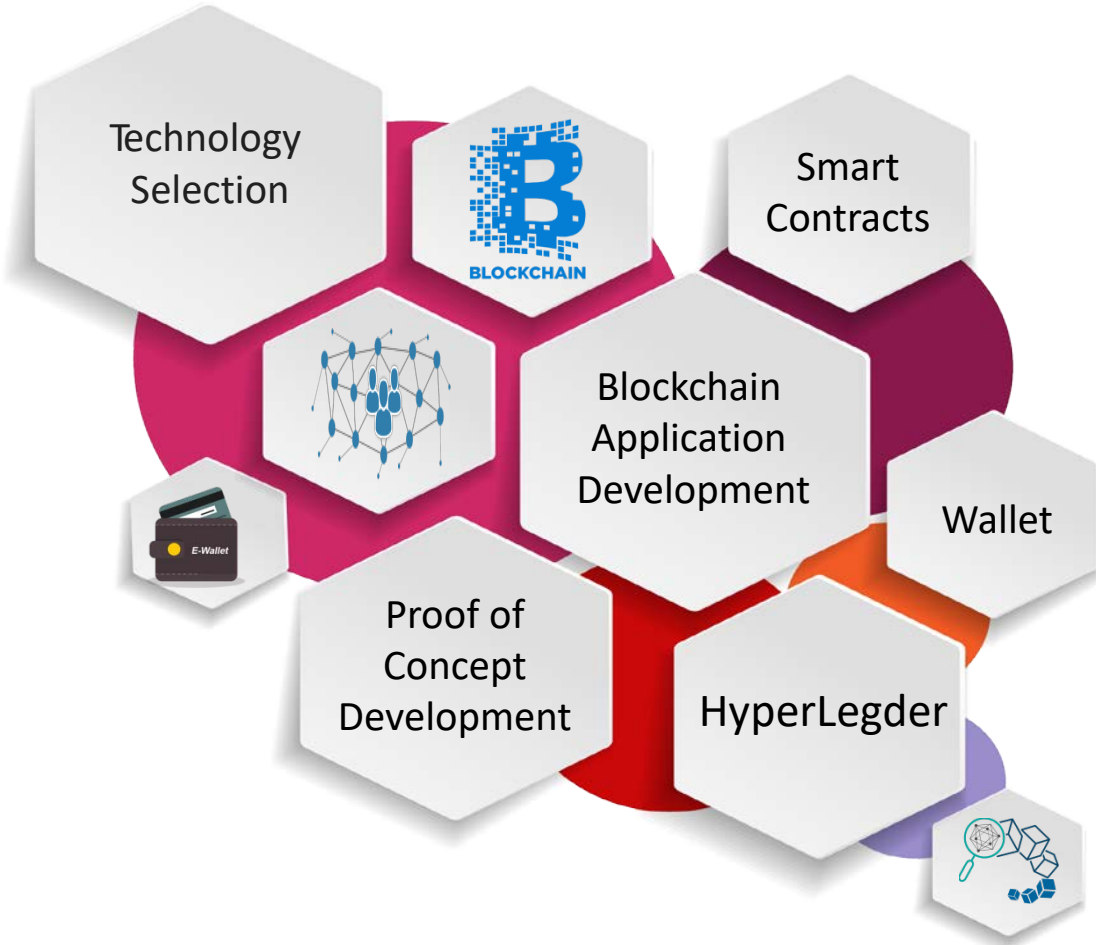 Technology
Selection
BLOCKCHAIN
Smart
Contracts
Blockchain
Application
Development
Wallet
E-Wallet
Proof of
Concept
Development
HyperLegder